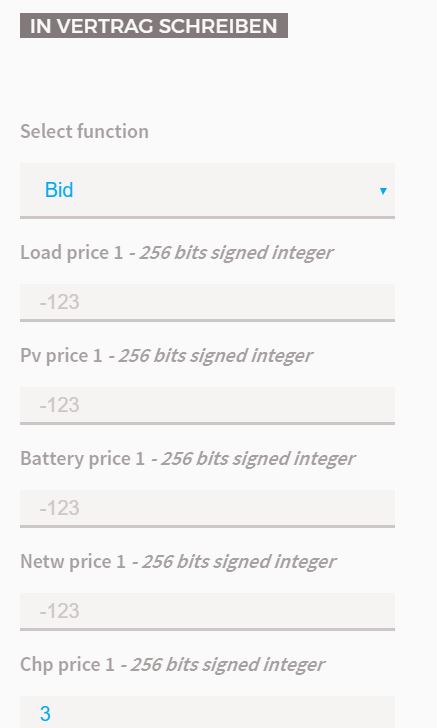 IN VERTRAG SCHREIBEN
Select function
Bid
Load price 1 - 256 bits signed integer
-123
Pv price 1 - 256 bits signed integer
-123
Battery price 1 - 256 bits signed integer
-123
Netw price 1 - 256 bits signed integer
-123
Chp price 1 - 256 bits signed integer
3